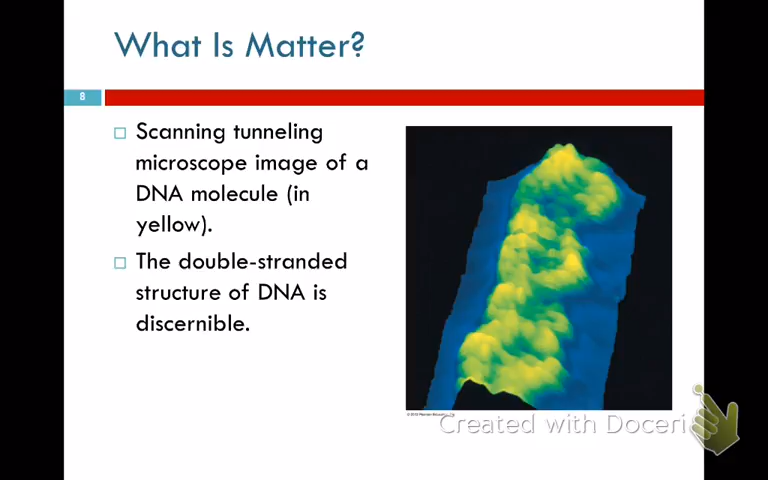 What Is Matter?
8
Scanning tunneling
microscope image of a
DNA molecule (in
yellow).
The double-stranded
structure of DNA is
discernible.
Created with Doceri